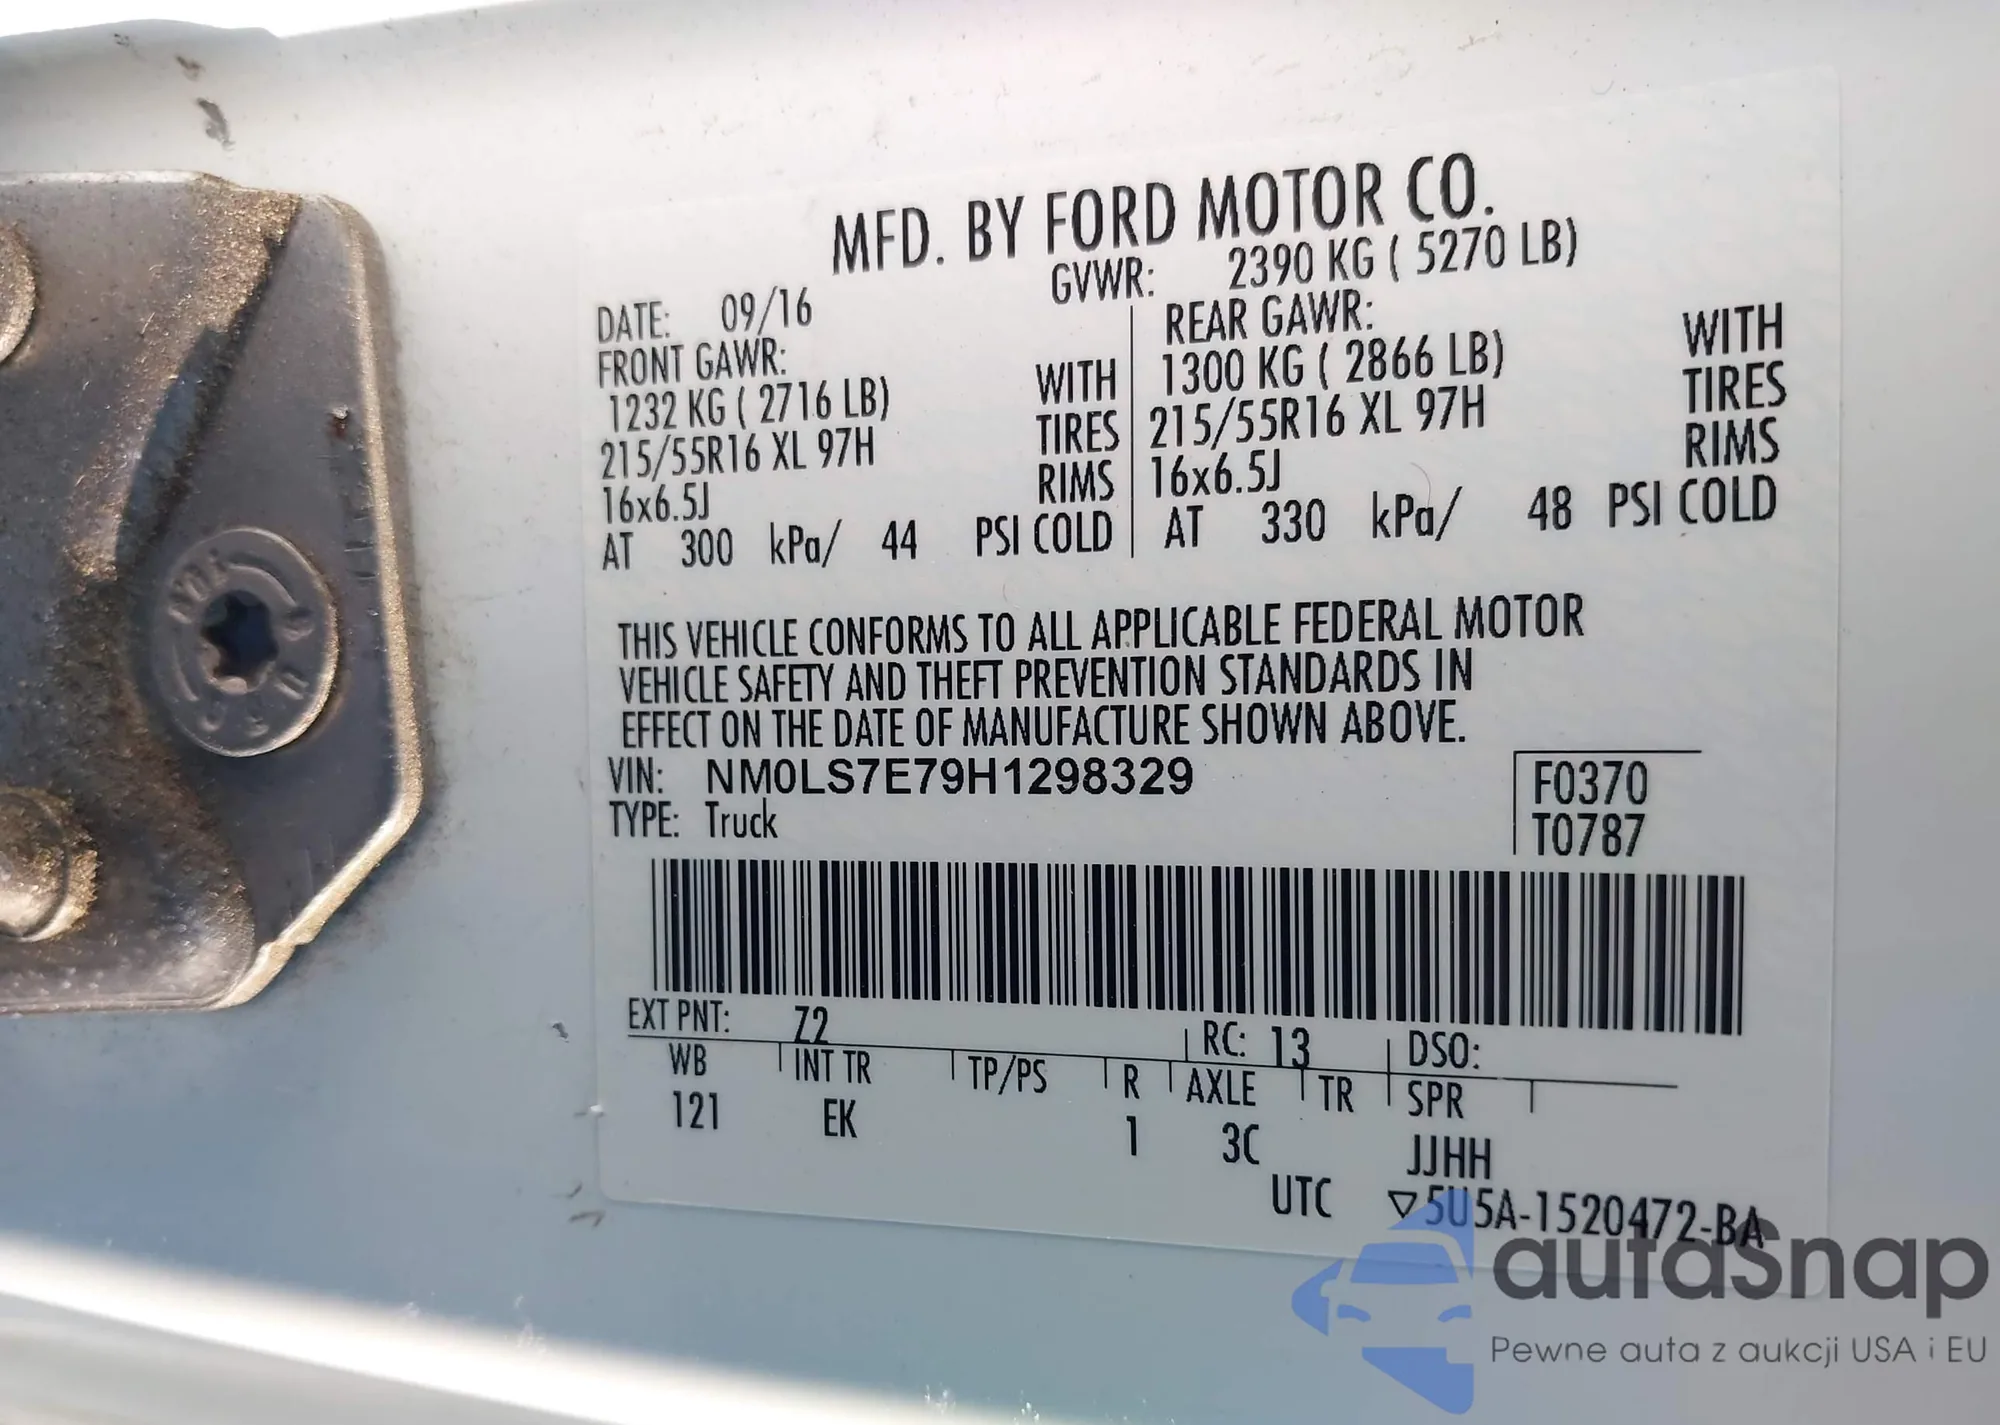 MFD. BY FORD MOTOR CO.
DATE: 09/16 GVWR: 2390 KG ( 5270 LB)
FRONT GAWR: REAR GAWR:
1232 KG ( 2716 LB) WITH 1300 KG ( 2866 LB) WITH
215/55R16 XL 97H TIRES 215/55R16 XL 97H TIRES
16x6.5J RIMS 16x6.5J RIMS
AT 300 kPa/ 44 PSI COLD AT 330 kPa/ 48 PSI COLD
THIS VEHICLE CONFORMS TO ALL APPLICABLE FEDERAL MOTOR
VEHICLE SAFETY AND THEFT PREVENTION STANDARDS IN
EFFECT ON THE DATE OF MANUFACTURE SHOWN ABOVE.
VIN: NM0LS7E79H1298329 F0370
TYPE: Truck T0787
EXT PNT: Z2 RC: 13 DSO:
WB INT TR TP/PS R AXLE TR SPR
121 EK 1 3C JJHH
UTC ▽5U5A-1520472-BA
autaSnap
Pewne auta z aukcji USA i EU